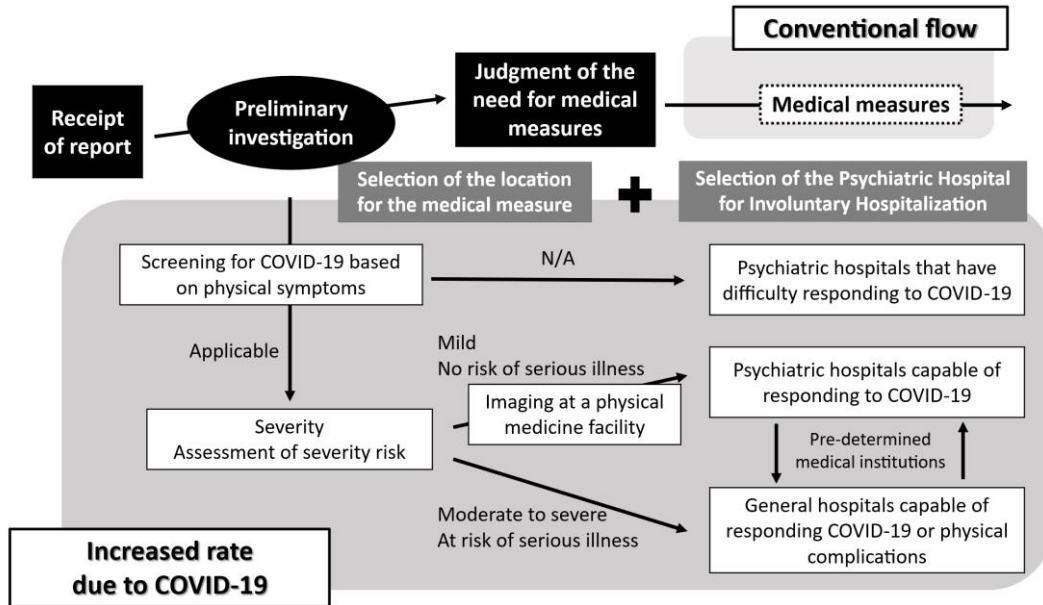 Conventional flow
Receipt
of report
Preliminary
investigation
Judgment of the
need for medical
measures
Medical measures
Selection of the location
for the medical measure
Selection of the Psychiatric Hospital
for Involuntary Hospitalization
Screening for COVID-19 based
on physical symptoms
N/A
Psychiatric hospitals that have
difficulty responding to COVID-19
Applicable
Mild
No risk of serious illness
Imaging at a physical
medicine facility
Psychiatric hospitals capable of
responding to COVID-19
Severity
Assessment of severity risk
Pre-determined
medical institutions
Moderate to severe
At risk of serious illness
General hospitals capable of
responding COVID-19 or physical
complications
Increased rate
due to COVID-19